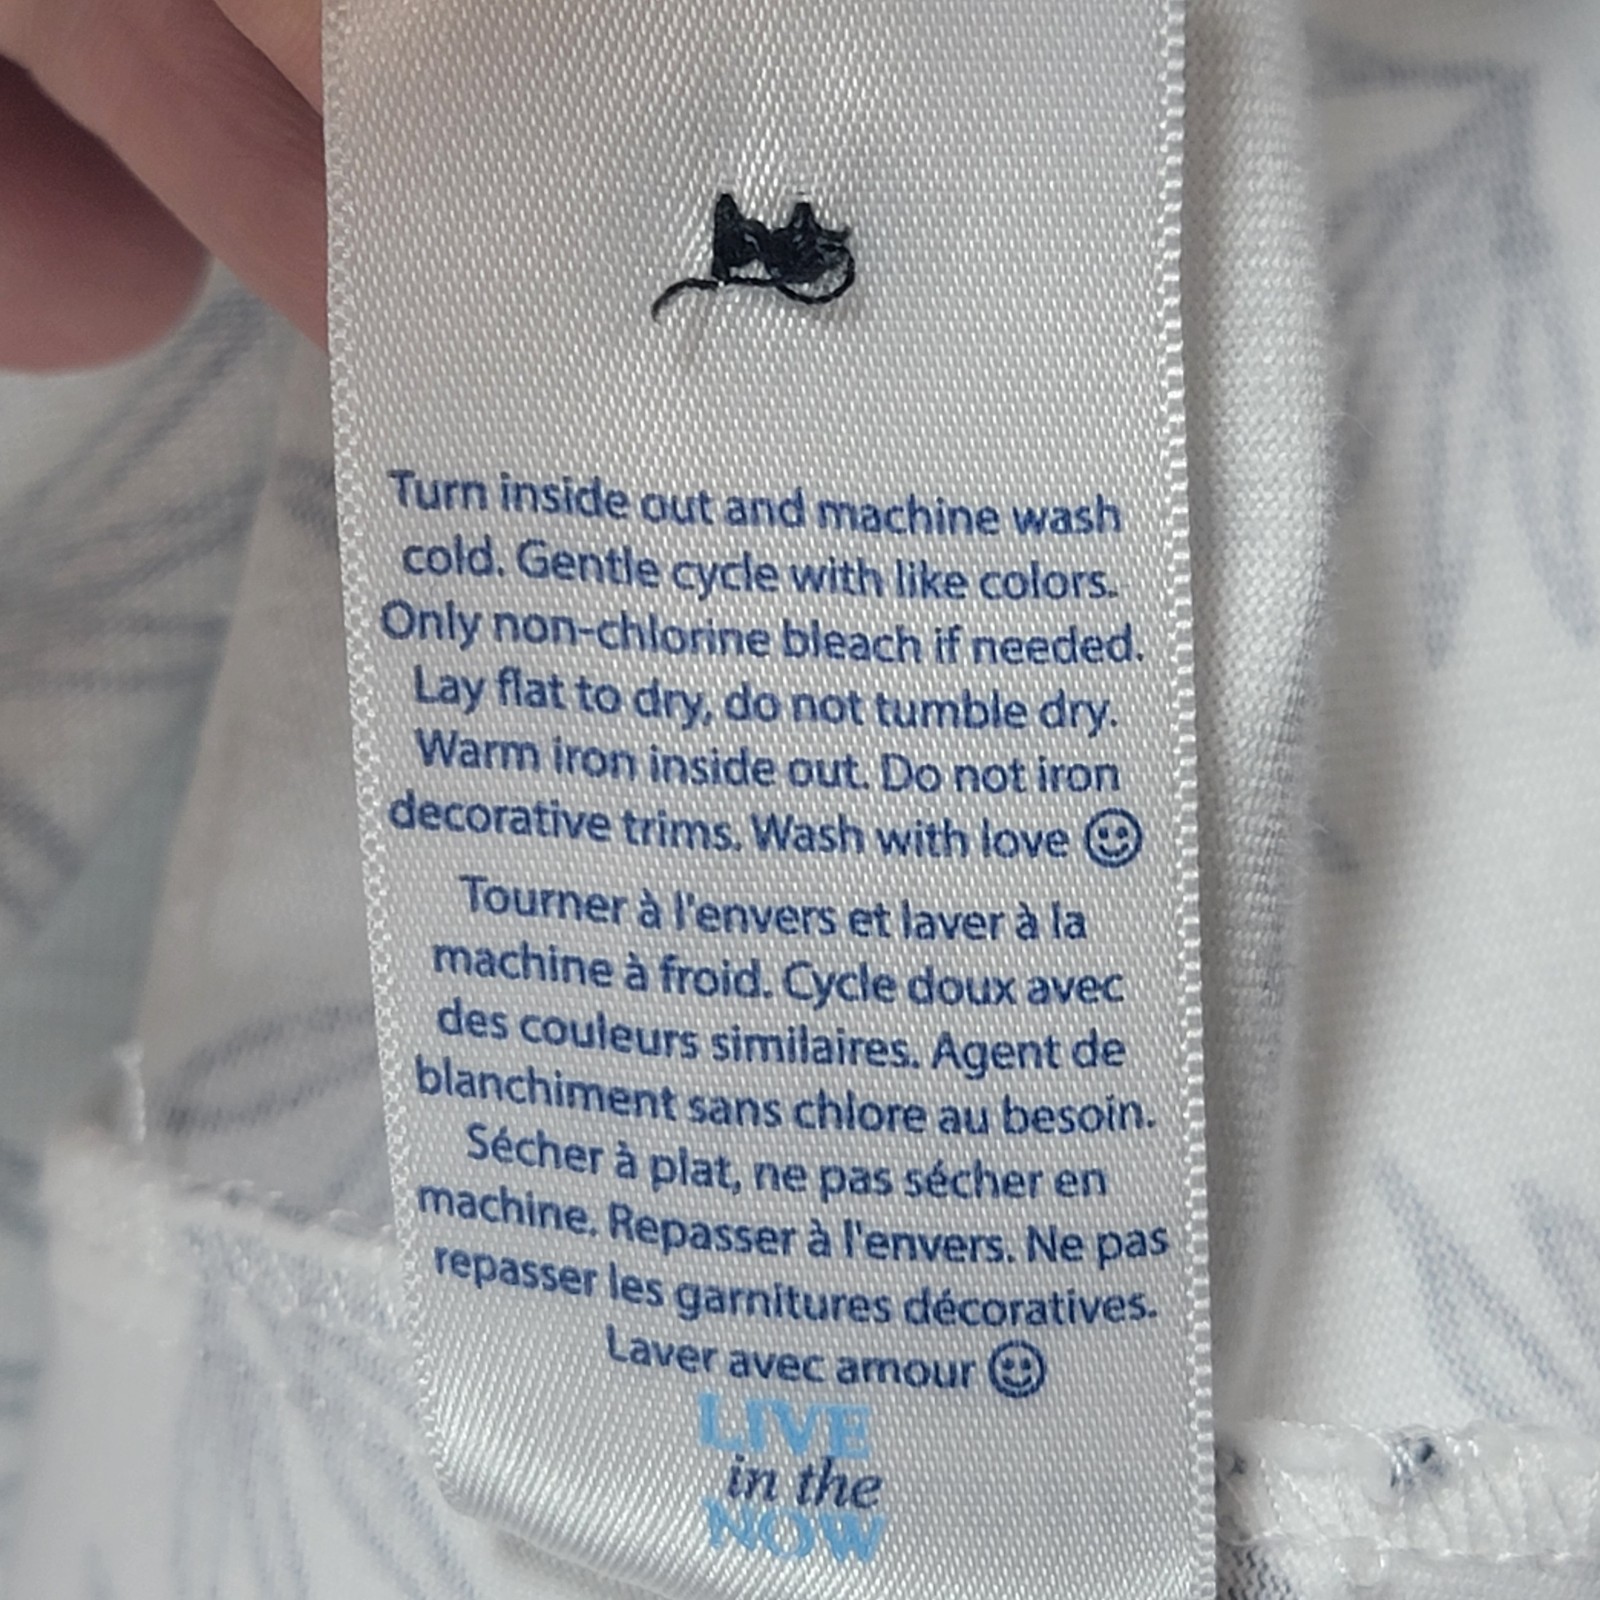 Turn inside out and machine wash
cold. Gentle cycle with like colors.
Only non-chlorine bleach if needed.
Lay flat to dry, do not tumble dry.
Warm iron inside out. Do not iron
decorative trims. Wash with love ☺
Tourner à l'envers et laver à la
machine à froid. Cycle doux avec
des couleurs similaires. Agent de
blanchiment sans chlore au besoin.
Sécher à plat, ne pas sécher en
machine. Repasser à l'envers. Ne pas
repasser les garnitures décoratives.
Laver avec amour ☺
LIVE
in the
NOW